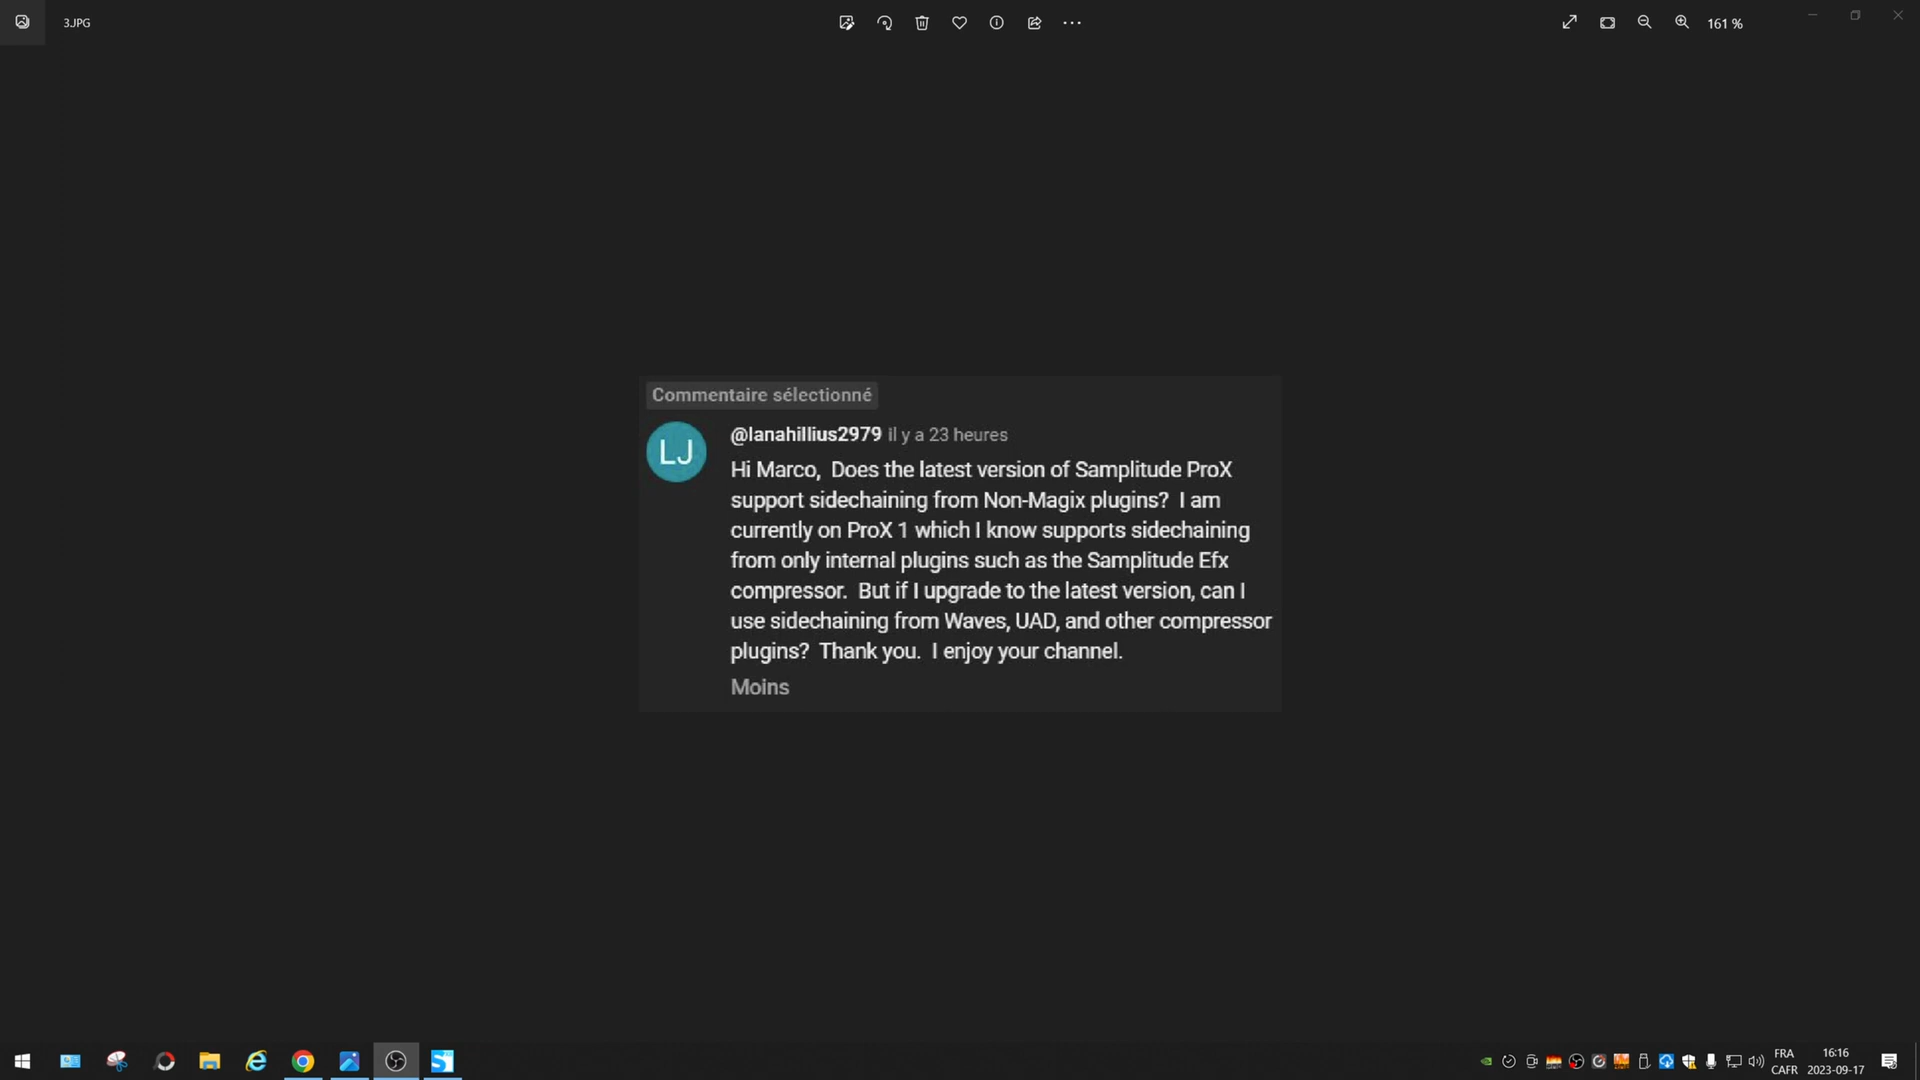 3.JPG
161 %
Commentaire sélectionné
LJ
@lanahillius2979 il y a 23 heures
Hi Marco,  Does the latest version of Samplitude ProX
support sidechaining from Non-Magix plugins?  I am
currently on ProX 1 which I know supports sidechaining
from only internal plugins such as the Samplitude Efx
compressor.  But if I upgrade to the latest version, can I
use sidechaining from Waves, UAD, and other compressor
plugins?  Thank you.  I enjoy your channel.
Moins
FRA 16:16
CAFR 2023-09-17